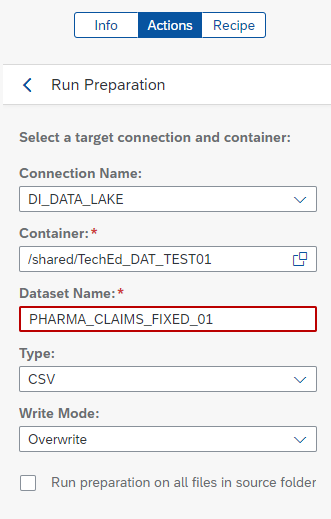 Info Actions Recipe
Run Preparation
Select a target connection and container:
Connection Name:
DI_DATA_LAKE
Container:*
/shared/TechEd_DAT_TEST01
Dataset Name:*
PHARMA_CLAIMS_FIXED_01
Type:
CSV
Write Mode:
Overwrite
Run preparation on all files in source folder